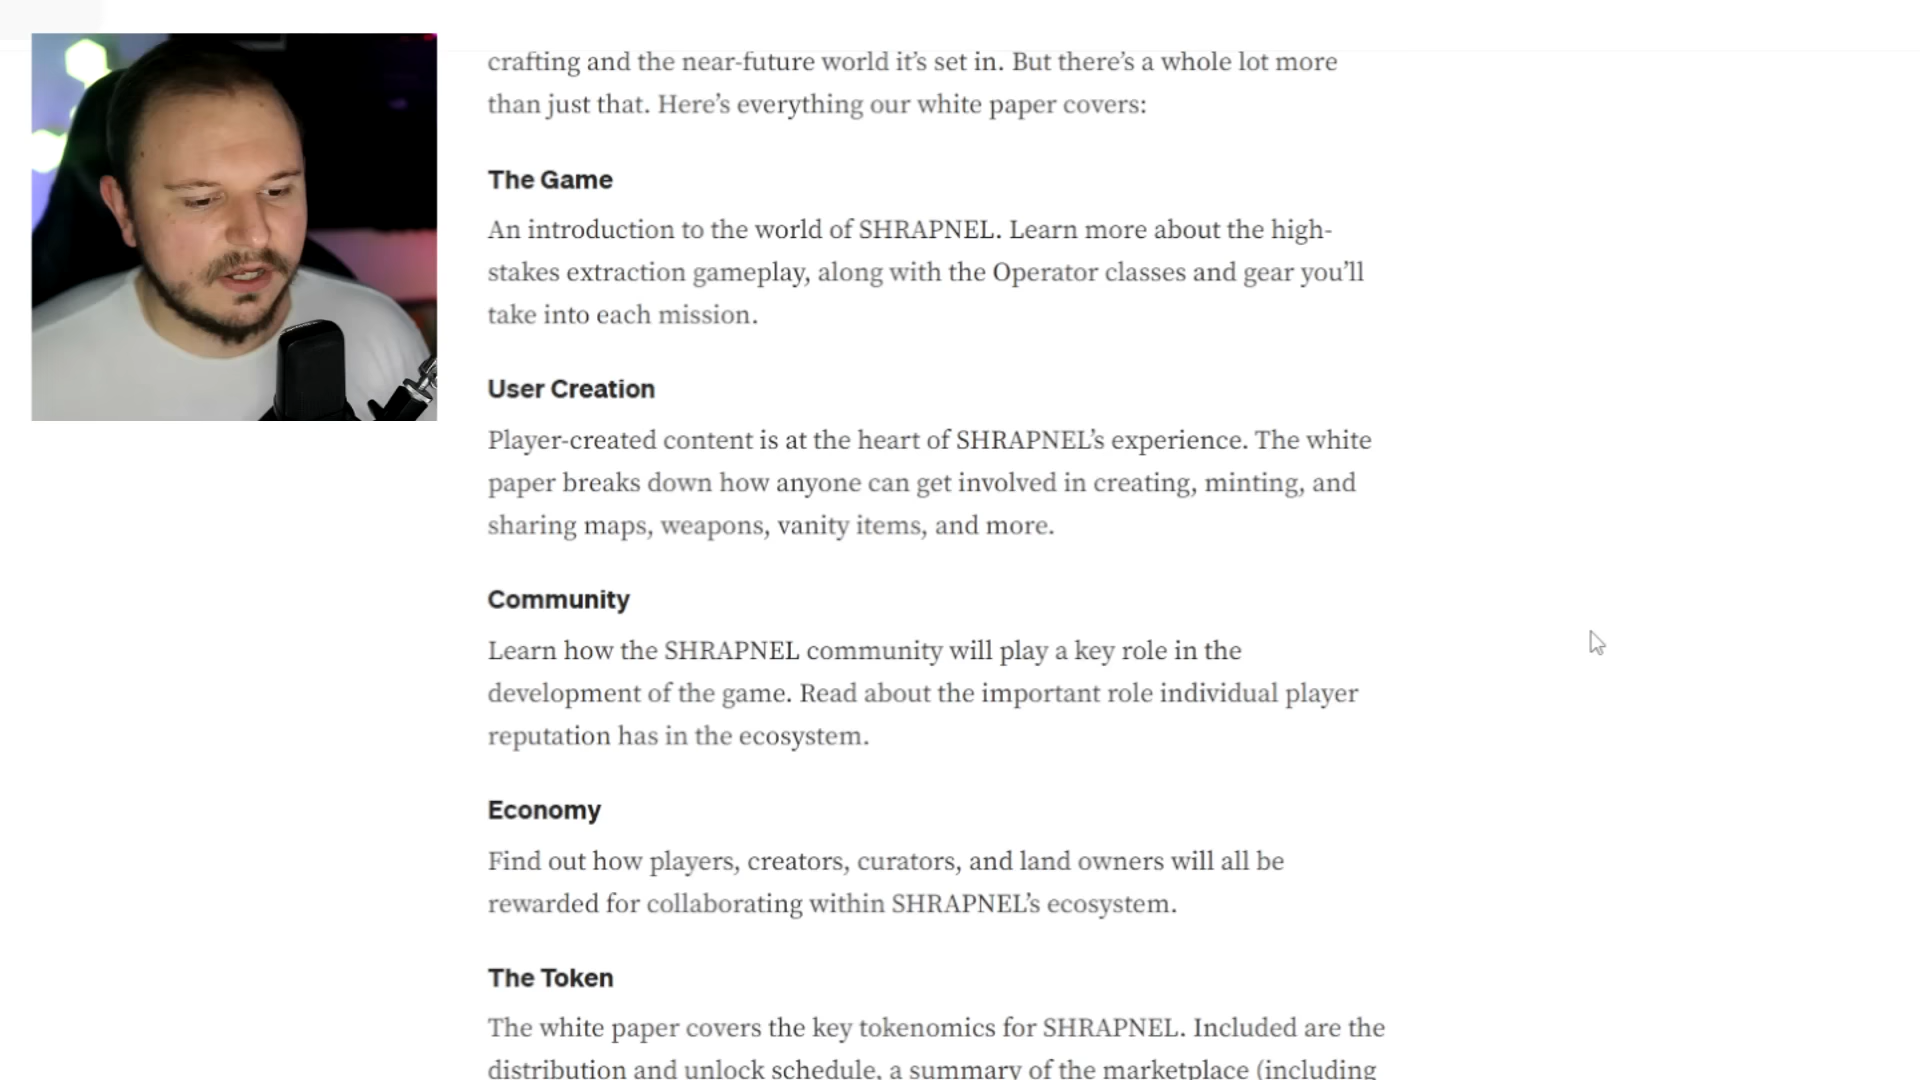 crafting and the near-future world it’s set in. But there’s a whole lot more
than just that. Here’s everything our white paper covers:
The Game
An introduction to the world of SHRAPNEL. Learn more about the high-
stakes extraction gameplay, along with the Operator classes and gear you’ll
take into each mission.
User Creation
Player-created content is at the heart of SHRAPNEL’s experience. The white
paper breaks down how anyone can get involved in creating, minting, and
sharing maps, weapons, vanity items, and more.
Community
Learn how the SHRAPNEL community will play a key role in the
development of the game. Read about the important role individual player
reputation has in the ecosystem.
Economy
Find out how players, creators, curators, and land owners will all be
rewarded for collaborating within SHRAPNEL’s ecosystem.
The Token
The white paper covers the key tokenomics for SHRAPNEL. Included are the
distribution and unlock schedule, a summary of the marketplace (including